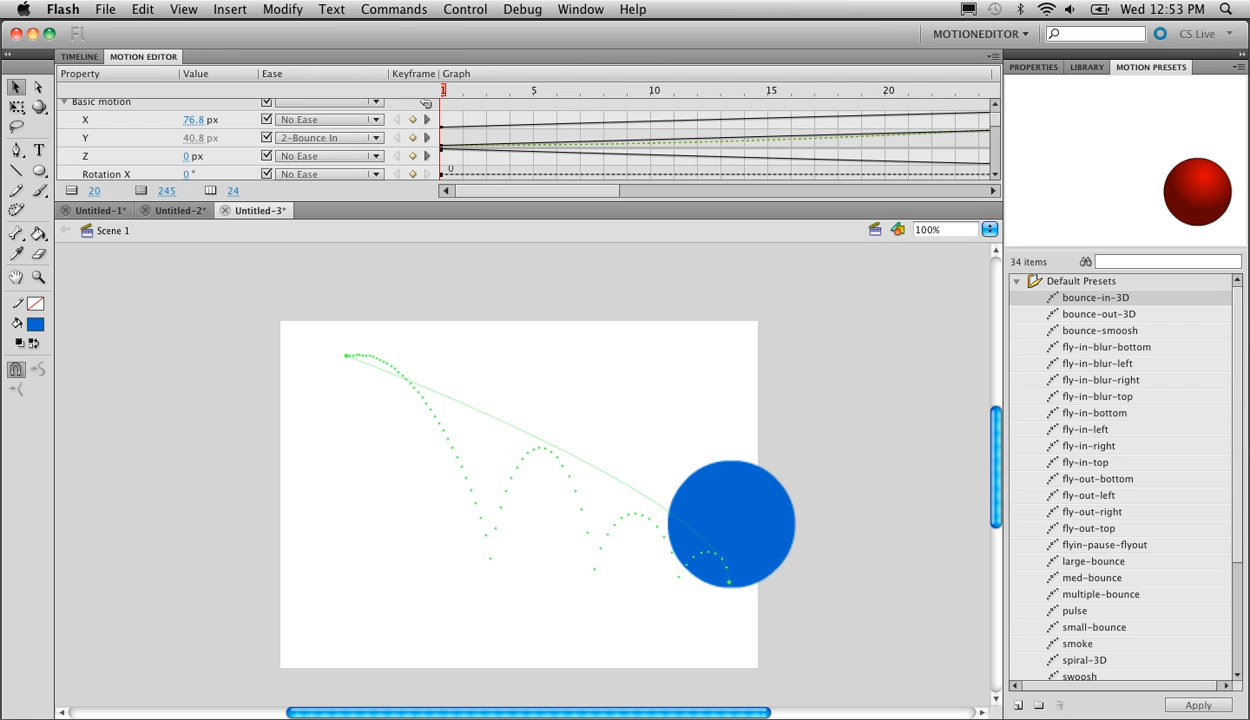 Flash File Edit View Insert Modify Text Commands Control Debug Window Help Wed 12:53 PM
Fl MOTIONEDITOR CS Live
TIMELINE MOTION EDITOR
Property Value Ease Keyframe Graph
1 5 10 15 20
Basic motion
X 76.8 px No Ease
Y 40.8 px 2-Bounce In
Z 0 px No Ease
Rotation X 0 ° No Ease 0
20 245 24
Untitled-1* Untitled-2* Untitled-3*
Scene 1 100%
PROPERTIES LIBRARY MOTION PRESETS
34 items
Default Presets
bounce-in-3D
bounce-out-3D
bounce-smoosh
fly-in-blur-bottom
fly-in-blur-left
fly-in-blur-right
fly-in-blur-top
fly-in-bottom
fly-in-left
fly-in-right
fly-in-top
fly-out-bottom
fly-out-left
fly-out-right
fly-out-top
flyin-pause-flyout
large-bounce
med-bounce
multiple-bounce
pulse
small-bounce
smoke
spiral-3D
swoosh
Apply